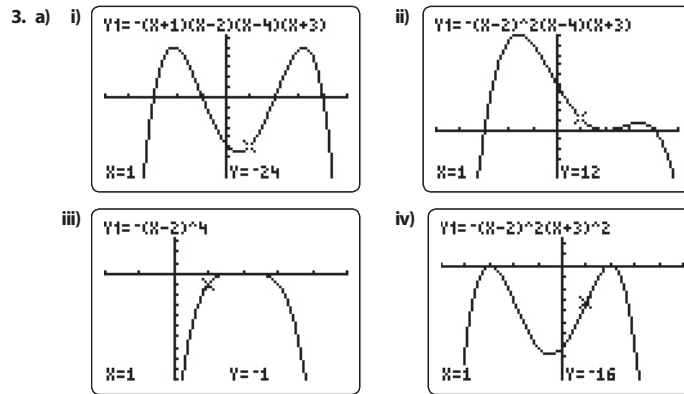 3. a) i) Y1=-(X+1)(X-2)(X-4)(X+3)
X=1 Y=-24
ii) Y1=-(X-2)^2(X-4)(X+3)
X=1 Y=12
iii) Y1=-(X-2)^4
X=1 Y=-1
iv) Y1=-(X-2)^2(X+3)^2
X=1 Y=-16